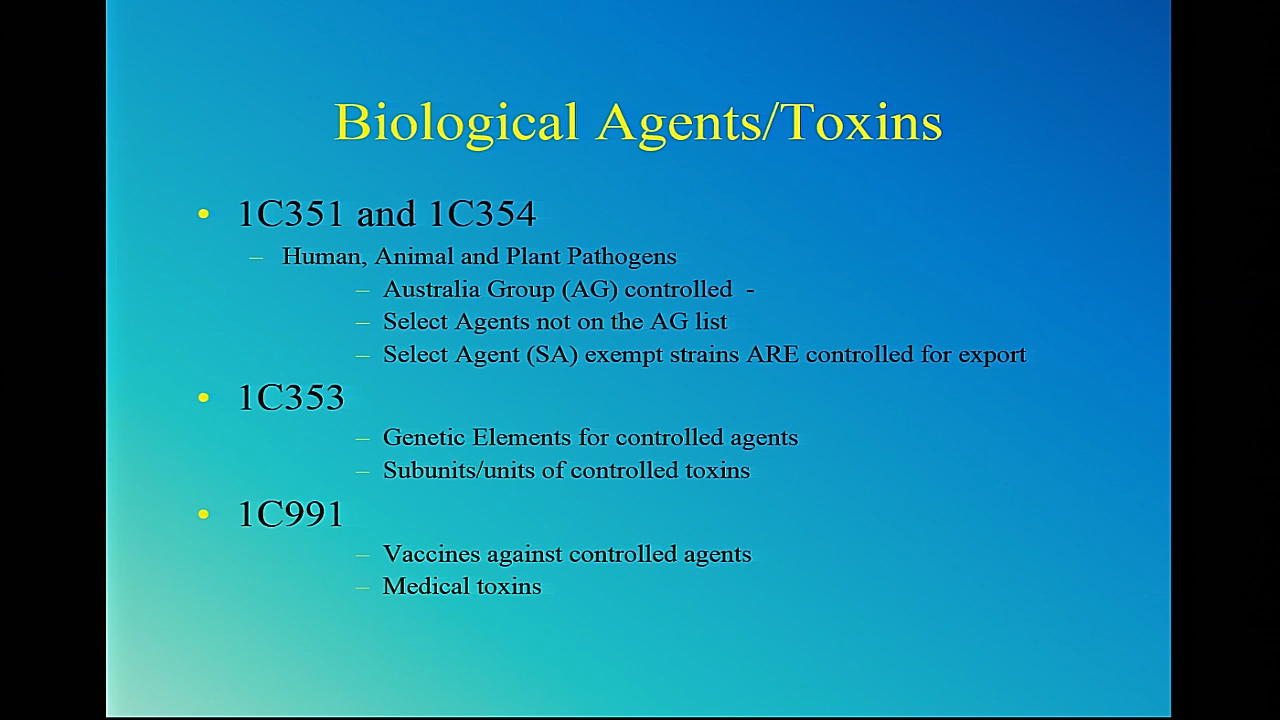 Biological Agents/Toxins
• 1C351 and 1C354
– Human, Animal and Plant Pathogens
– Australia Group (AG) controlled -
– Select Agents not on the AG list
– Select Agent (SA) exempt strains ARE controlled for export
• 1C353
– Genetic Elements for controlled agents
– Subunits/units of controlled toxins
• 1C991
– Vaccines against controlled agents
– Medical toxins